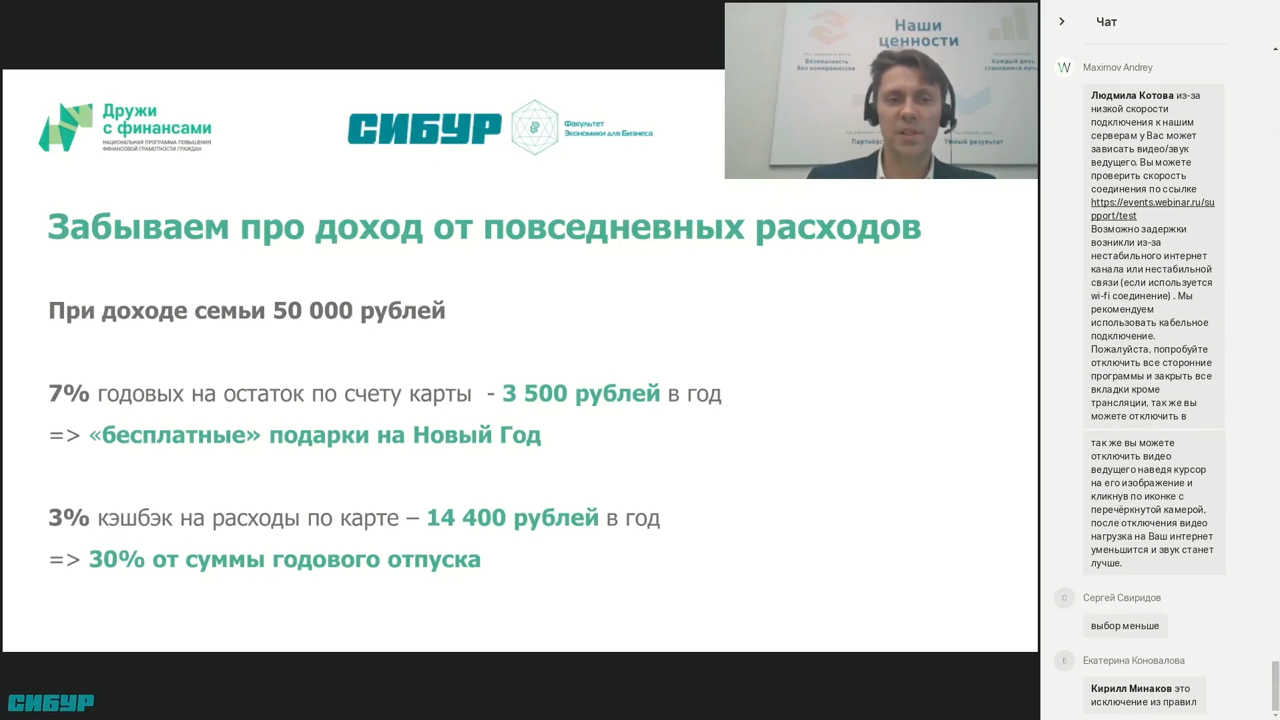 Наши
ценности
Безопасность
без компромиссов
Каждый день
Дружи
с финансами
НАЦИОНАЛЬНАЯ ПРОГРАММА ПОВЫШЕНИЯ
ФИНАНСОВОЙ ГРАМОТНОСТИ ГРАЖДАН
СИБУР
Факультет
Экономики для Бизнеса
Забываем про доход от повседневных расходов
При доходе семьи 50 000 рублей
7% годовых на остаток по счету карты - 3 500 рублей в год
=> «бесплатные» подарки на Новый Год
3% кэшбэк на расходы по карте – 14 400 рублей в год
=> 30% от суммы годового отпуска
СИБУР
Чат
W
Maximov Andrey
Людмила Котова из-за
низкой скорости
подключения к нашим
серверам у Вас может
зависать видео/звук
ведущего. Вы можете
проверить скорость
соединения по ссылке
https://events.webinar.ru/su
pport/test
Возможно задержки
возникли из-за
нестабильного интернет
канала или нестабильной
связи (если используется
wi-fi соединение) . Мы
рекомендуем
использовать кабельное
подключение.
Пожалуйста, попробуйте
отключить все сторонние
программы и закрыть все
вкладки кроме
трансляции, так же вы
можете отключить в
так же вы можете
отключить видео
ведущего наведя курсор
на его изображение и
кликнув по иконке с
перечёркнутой камерой,
после отключения видео
нагрузка на Ваш интернет
уменьшится и звук станет
лучше.
С
Сергей Свиридов
выбор меньше
Е
Екатерина Коновалова
Кирилл Минаков это
исключение из правил